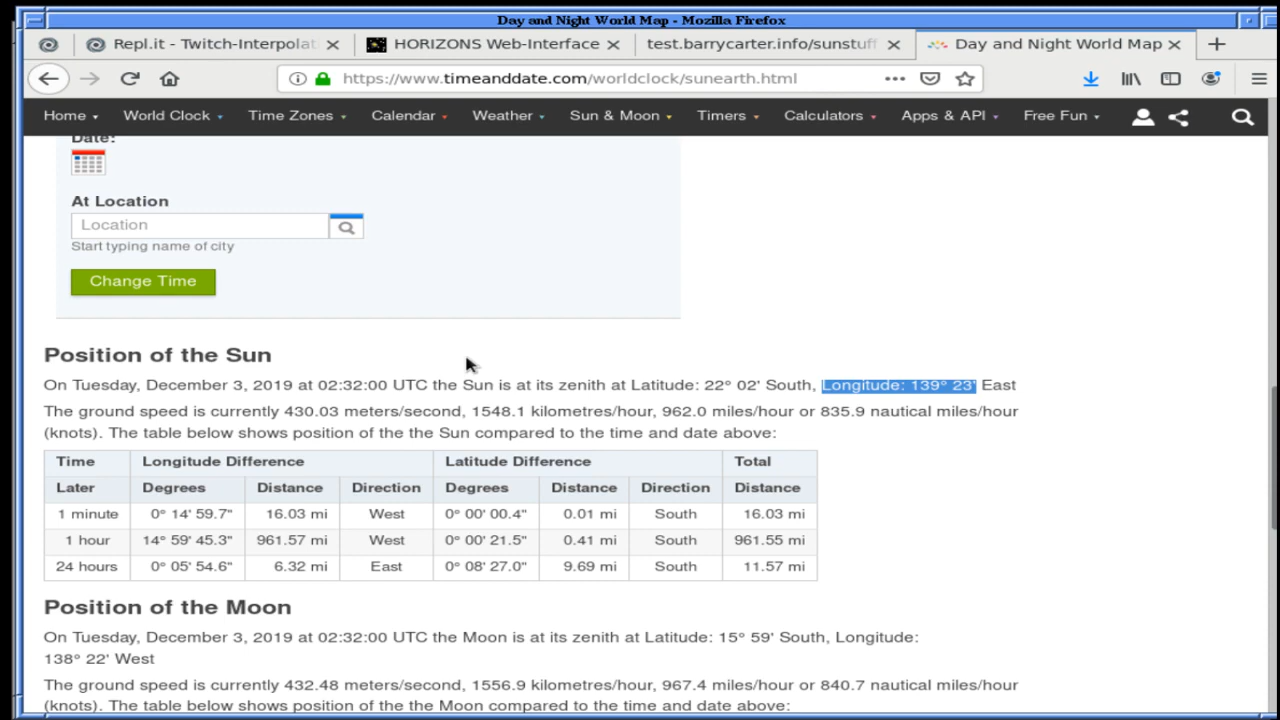 Day and Night World Map - Mozilla Firefox
Repl.it - Twitch-Interpolat
HORIZONS Web-Interface
test.barrycarter.info/sunstuff
Day and Night World Map
https://www.timeanddate.com/worldclock/sunearth.html
Home World Clock Time Zones Calendar Weather Sun & Moon Timers Calculators Apps & API Free Fun
Date:
At Location
Location
Start typing name of city
Change Time
Position of the Sun
On Tuesday, December 3, 2019 at 02:32:00 UTC the Sun is at its zenith at Latitude: 22° 02' South, Longitude: 139° 23' East
The ground speed is currently 430.03 meters/second, 1548.1 kilometres/hour, 962.0 miles/hour or 835.9 nautical miles/hour
(knots). The table below shows position of the the Sun compared to the time and date above:
Time Longitude Difference Latitude Difference Total
Later Degrees Distance Direction Degrees Distance Direction Distance
1 minute 0° 14' 59.7" 16.03 mi West 0° 00' 00.4" 0.01 mi South 16.03 mi
1 hour 14° 59' 45.3" 961.57 mi West 0° 00' 21.5" 0.41 mi South 961.55 mi
24 hours 0° 05' 54.6" 6.32 mi East 0° 08' 27.0" 9.69 mi South 11.57 mi
Position of the Moon
On Tuesday, December 3, 2019 at 02:32:00 UTC the Moon is at its zenith at Latitude: 15° 59' South, Longitude:
138° 22' West
The ground speed is currently 432.48 meters/second, 1556.9 kilometres/hour, 967.4 miles/hour or 840.7 nautical miles/hour
(knots). The table below shows position of the the Moon compared to the time and date above: